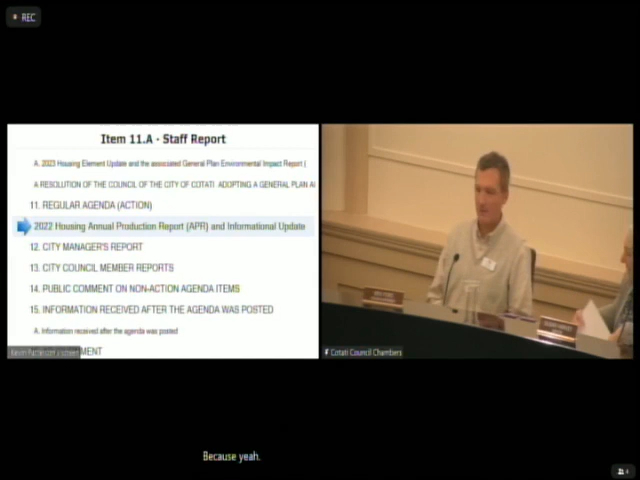 REC
Item 11.A - Staff Report
A. 2023 Housing Element Update and the associated General Plan Environmental Impact Report (
A RESOLUTION OF THE COUNCIL OF THE CITY OF COTATI ADOPTING A GENERAL PLAN A
11. REGULAR AGENDA (ACTION)
2022 Housing Annual Production Report (APR) and Informational Update
12. CITY MANAGER'S REPORT
13. CITY COUNCIL MEMBER REPORTS
14. PUBLIC COMMENT ON NON-ACTION AGENDA ITEMS
15. INFORMATION RECEIVED AFTER THE AGENDA WAS POSTED
A. Information received after the agenda was posted
MENT
Cotati Council Chambers
Because yeah.